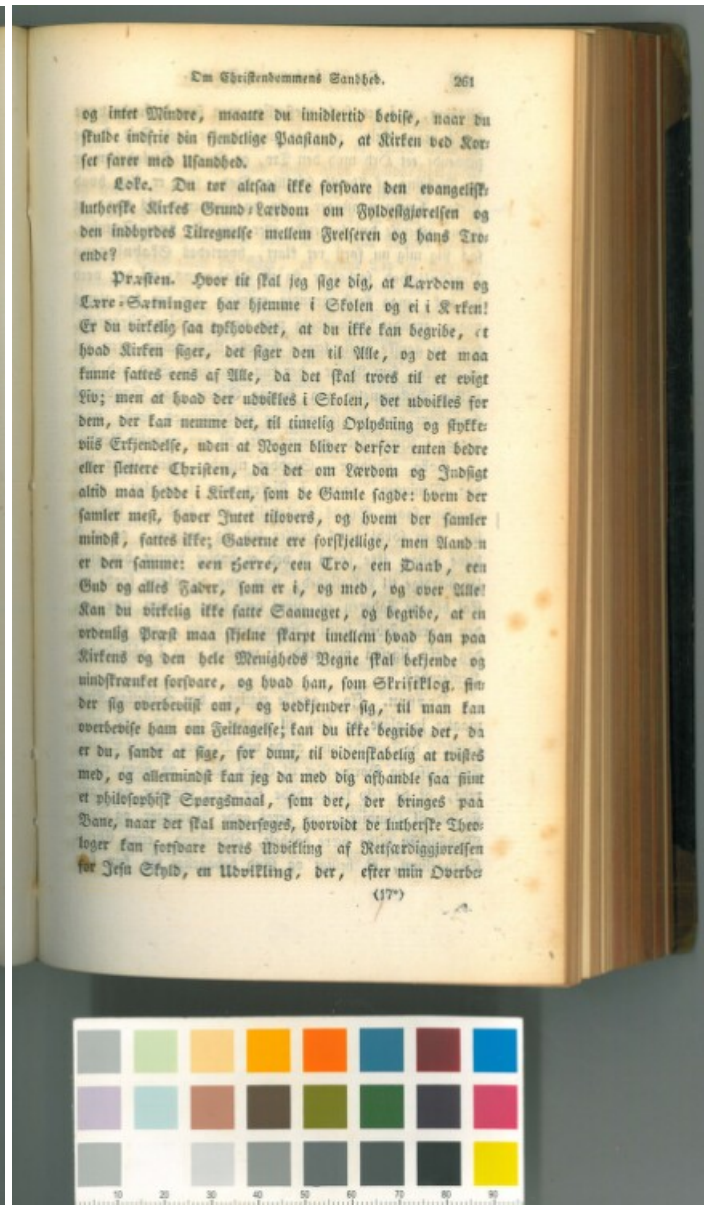 Om Christendommens Sandhed. 261
og intet Mindre, maatte du imidlertid bevise, naar du
skulde indfrie din fjendtlige Paastand, at Kirken ved Kor⸗
set farer med Usandhed.
Loke. Du tør altsaa ikke forsvare den evangelisk⸗
lutherske Kirkes Grund⸗Lærdom om Fyldestgjørelsen og
den indbyrdes Tilregnelse mellem Frelseren og hans Tro⸗
ende?
Præsten. Hvor tit skal jeg sige dig, at Lærdom og
Lære⸗Sætninger har hjemme i Skolen og ei i K rken!
Er du virkelig saa tykhovedet, at du ikke kan begribe, et
hvad Kirken siger, det siger den til Alle, og det maa
kunne fattes eens af Alle, da det skal troes til et evigt
Liv; men at hvad der udvikles i Skolen, det udvikles for
dem, der kan nemme det, til timelig Oplysning og stykke⸗
viis Erkjendelse, uden at Nogen bliver derfor enten bedre
eller slettere Christen, da det om Lærdom og Indsigt
altid maa hedde i Kirken, som de Gamle sagde: hvem der
samler mest, haver Intet tilovers, og hvem der samler
mindst, fattes ikke; Gaverne ere forskjellige, men Aand n
er den samme: een Herre, een Tro, een Daab, een
Gud og alles Fader, som er i, og med, og over Alle!
Kan du virkelig ikke fatte Saameget, og begribe, at en
ordenlig Præst maa skjelne skarpt imellem hvad han paa
Kirkens og den hele Menigheds Vegne skal bekjende og
uindskrænket forsvare, og hvad han, som Skriftklog, fin⸗
der sig overbeviist om, og vedkjender sig, til man kan
overbevise ham om Feiltagelse; kan du ikke begribe det, da
er du, sandt at sige, for dum, til videnskabelig at tvistes
med, og allermindst kan jeg da med dig afhandle saa fiint
et philosophisk Spørgsmaal, som det, der bringes paa
Bane, naar det skal undersøges, hvorvidt de lutherske Theo⸗
loger kan forsvare deres Udvikling af Retfærdiggjørelsen
for Jesu Skyld, en Udvikling, der, efter min Overbe⸗
(17*)
10 20 30 40 50 60 70 80 90